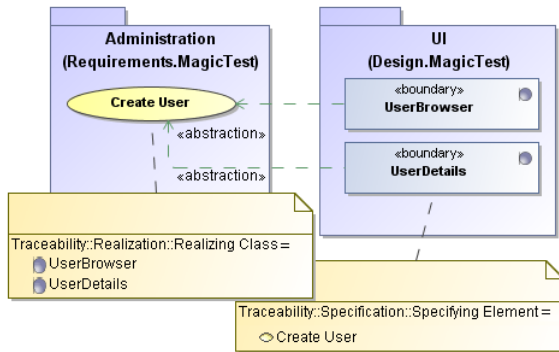 Administration
(Requirements.MagicTest)
Create User
«abstraction»
«abstraction»
UI
(Design.MagicTest)
«boundary»
UserBrowser
«boundary»
UserDetails
Traceability::Realization::Realizing Class=
UserBrowser
UserDetails
Traceability::Specification::Specifying Element=
Create User